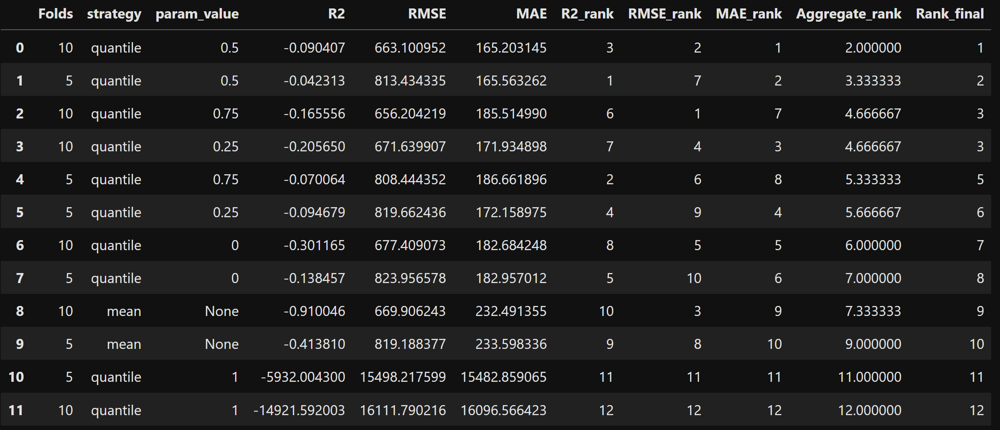 Folds strategy param_value R2 RMSE MAE R2_rank RMSE_rank MAE_rank Aggregate_rank Rank_final
0 10 quantile 0.5 -0.090407 663.100952 165.203145 3 2 1 2.000000 1
1 5 quantile 0.5 -0.042313 813.434335 165.563262 1 7 2 3.333333 2
2 10 quantile 0.75 -0.165556 656.204219 185.514990 6 1 7 4.666667 3
3 10 quantile 0.25 -0.205650 671.639907 171.934898 7 4 3 4.666667 3
4 5 quantile 0.75 -0.070064 808.444352 186.661896 2 6 8 5.333333 5
5 5 quantile 0.25 -0.094679 819.662436 172.158975 4 9 4 5.666667 6
6 10 quantile 0 -0.301165 677.409073 182.684248 8 5 5 6.000000 7
7 5 quantile 0 -0.138457 823.956578 182.957012 5 10 6 7.000000 8
8 10 mean None -0.910046 669.906243 232.491355 10 3 9 7.333333 9
9 5 mean None -0.413810 819.188377 233.598336 9 8 10 9.000000 10
10 5 quantile 1 -5932.004300 15498.217599 15482.859065 11 11 11 11.000000 11
11 10 quantile 1 -14921.592003 16111.790216 16096.566423 12 12 12 12.000000 12